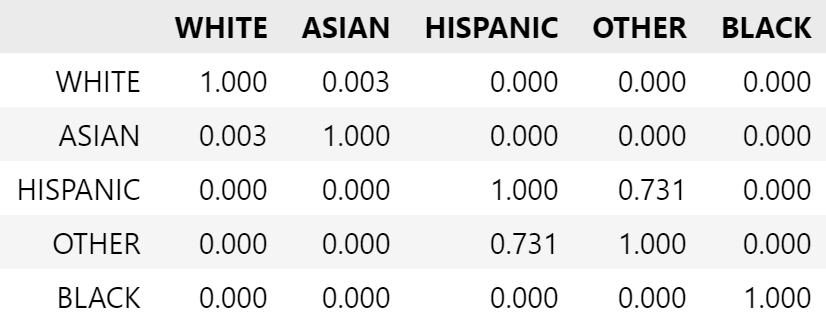 WHITE ASIAN HISPANIC OTHER BLACK
WHITE 1.000 0.003 0.000 0.000 0.000
ASIAN 0.003 1.000 0.000 0.000 0.000
HISPANIC 0.000 0.000 1.000 0.731 0.000
OTHER 0.000 0.000 0.731 1.000 0.000
BLACK 0.000 0.000 0.000 0.000 1.000